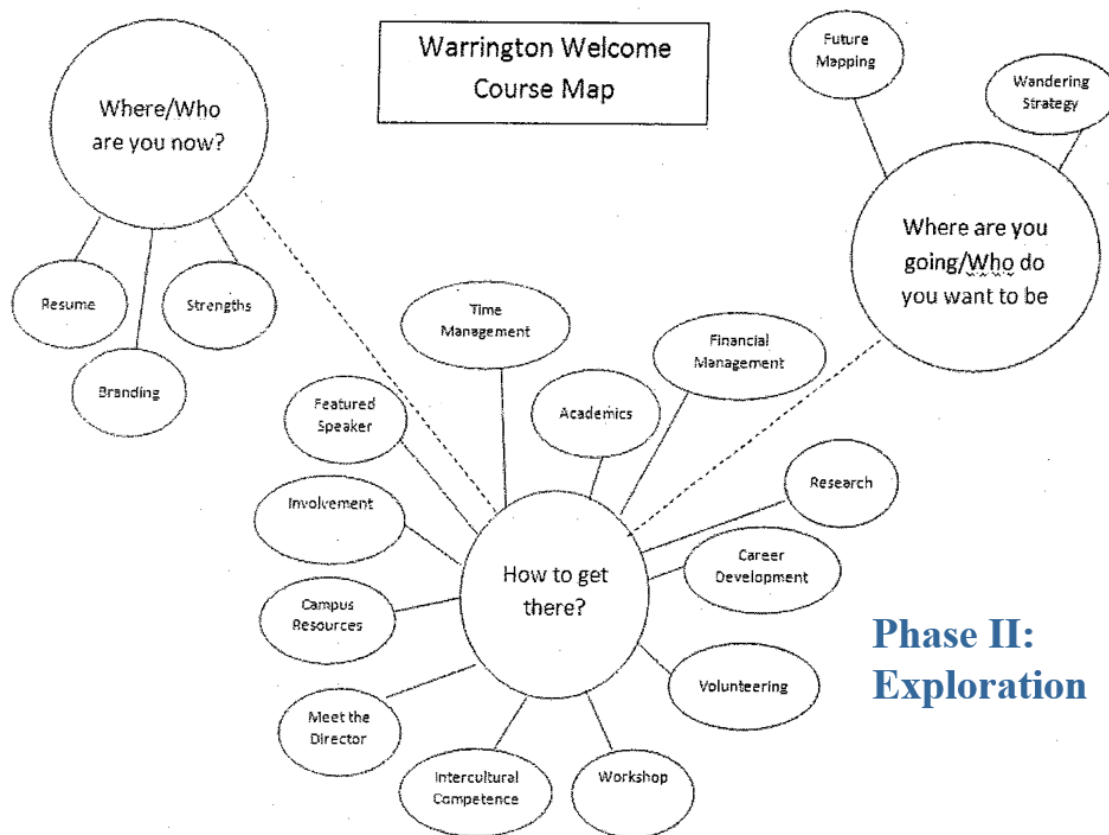 Warrington Welcome
Course Map
Where/Who
are you now?
Resume
Branding
Strengths
Future
Mapping
Wandering
Strategy
Where are you
going/Who do
you want to be
Time
Management
Financial
Management
Academics
Featured
Speaker
Involvement
Campus
Resources
Meet the
Director
Intercultural
Competence
Workshop
Volunteering
Career
Development
Research
How to get
there?
Phase II:
Exploration